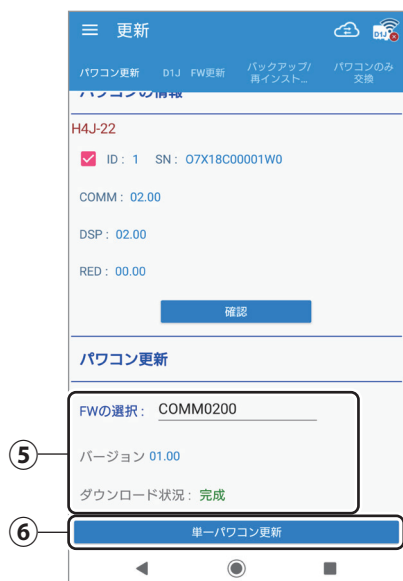 更新
D1J
パワコン更新 D1J FW更新 バックアップ/ パワコンのみ
再インスト... 交換
パワコンの情報
H4J-22
ID: 1 SN: O7X18C00001W0
COMM: 02.00
DSP: 02.00
RED: 00.00
確認
パワコン更新
FWの選択: COMM0200
⑤
バージョン 01.00
ダウンロード状況: 完成
⑥
単一パワコン更新